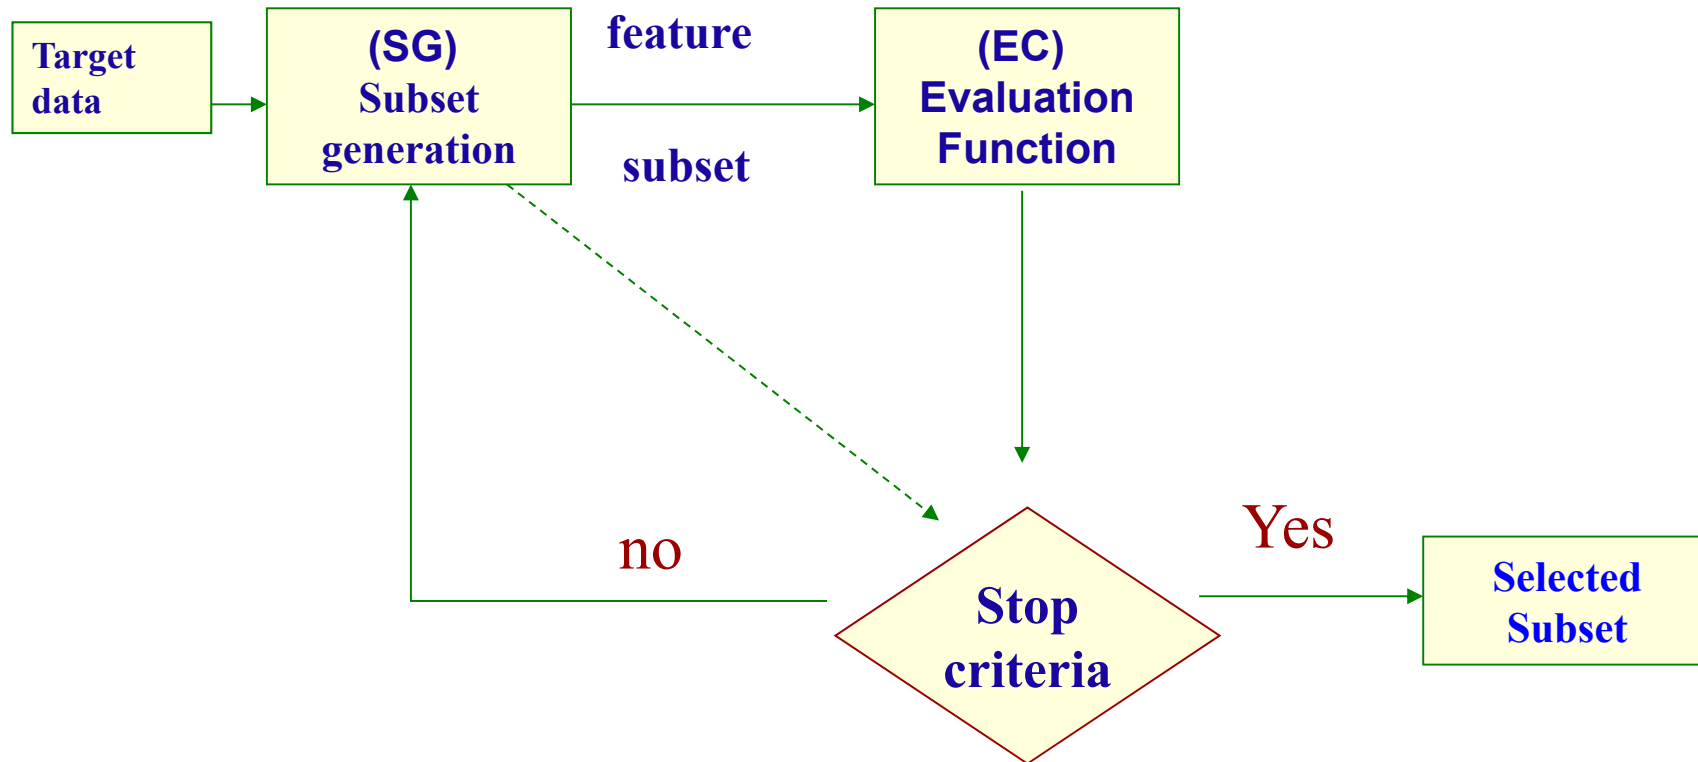 Target
data
(SG)
Subset
generation
feature
subset
(EC)
Evaluation
Function
no
Stop
criteria
Yes
Selected
Subset